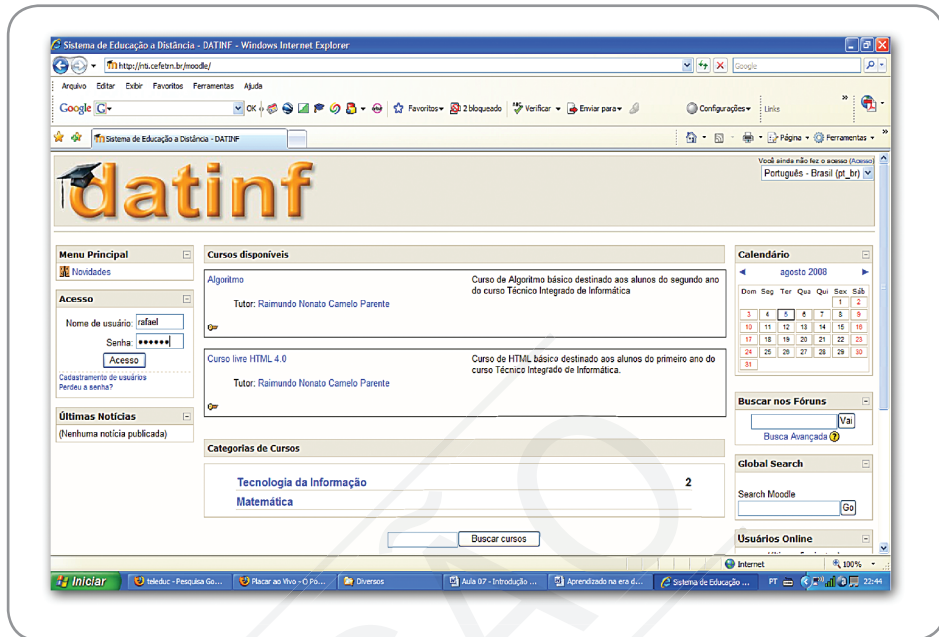 Sistema de Educação a Distância - DATINF - Windows Internet Explorer
http://nti.cefetrn.br/moodle/
Google
Arquivo Editar Exibir Favoritos Ferramentas Ajuda
Google G OK Favoritos 2 bloqueado Verificar Enviar para Configurações Links »
Sistema de Educação a Distância - DATINF
Página Ferramentas »
datinf
Você ainda não fez o acesso (Acesso)
Português - Brasil (pt_br)
Menu Principal
Novidades
Acesso
Nome de usuário: rafael
Senha: ••••••
Acesso
Cadastramento de usuários
Perdeu a senha?
Últimas Notícias
(Nenhuma notícia publicada)
Cursos disponíveis
Algoritmo
Tutor: Raimundo Nonato Camelo Parente
Curso de Algoritmo básico destinado aos alunos do segundo ano
do curso Técnico Integrado de Informática
Curso livre HTML 4.0
Tutor: Raimundo Nonato Camelo Parente
Curso de HTML básico destinado aos alunos do primeiro ano do
curso Técnico Integrado de Informática.
Categorias de Cursos
Tecnologia da Informação 2
Matemática
Buscar cursos
Calendário
agosto 2008
Dom Seg Ter Qua Qui Sex Sáb
1 2
3 4 5 6 7 8 9
10 11 12 13 14 15 16
17 18 19 20 21 22 23
24 25 26 27 28 29 30
31
Buscar nos Fóruns
Vai
Busca Avançada
Global Search
Search Moodle
Go
Usuários Online
Internet 100%
Iniciar teleduc - Pesquisa Go... Placar ao Vivo - O Pó... Diversos Aula 07 - Introdução ... Aprendizado na era d... Sistema de Educação ... PT 22:44